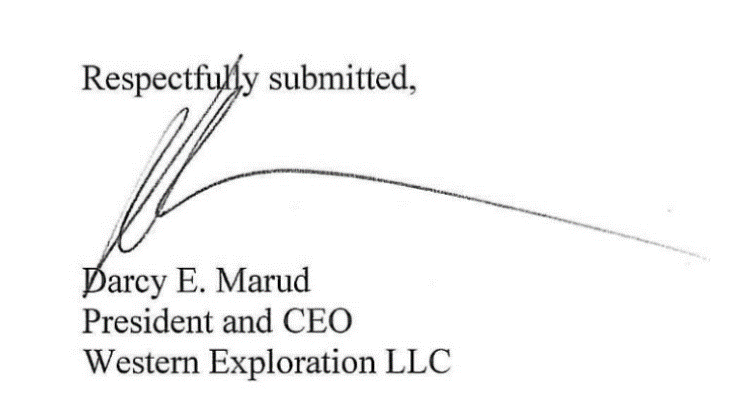 Respectfully submitted,
Darcy E. Marud
President and CEO
Western Exploration LLC